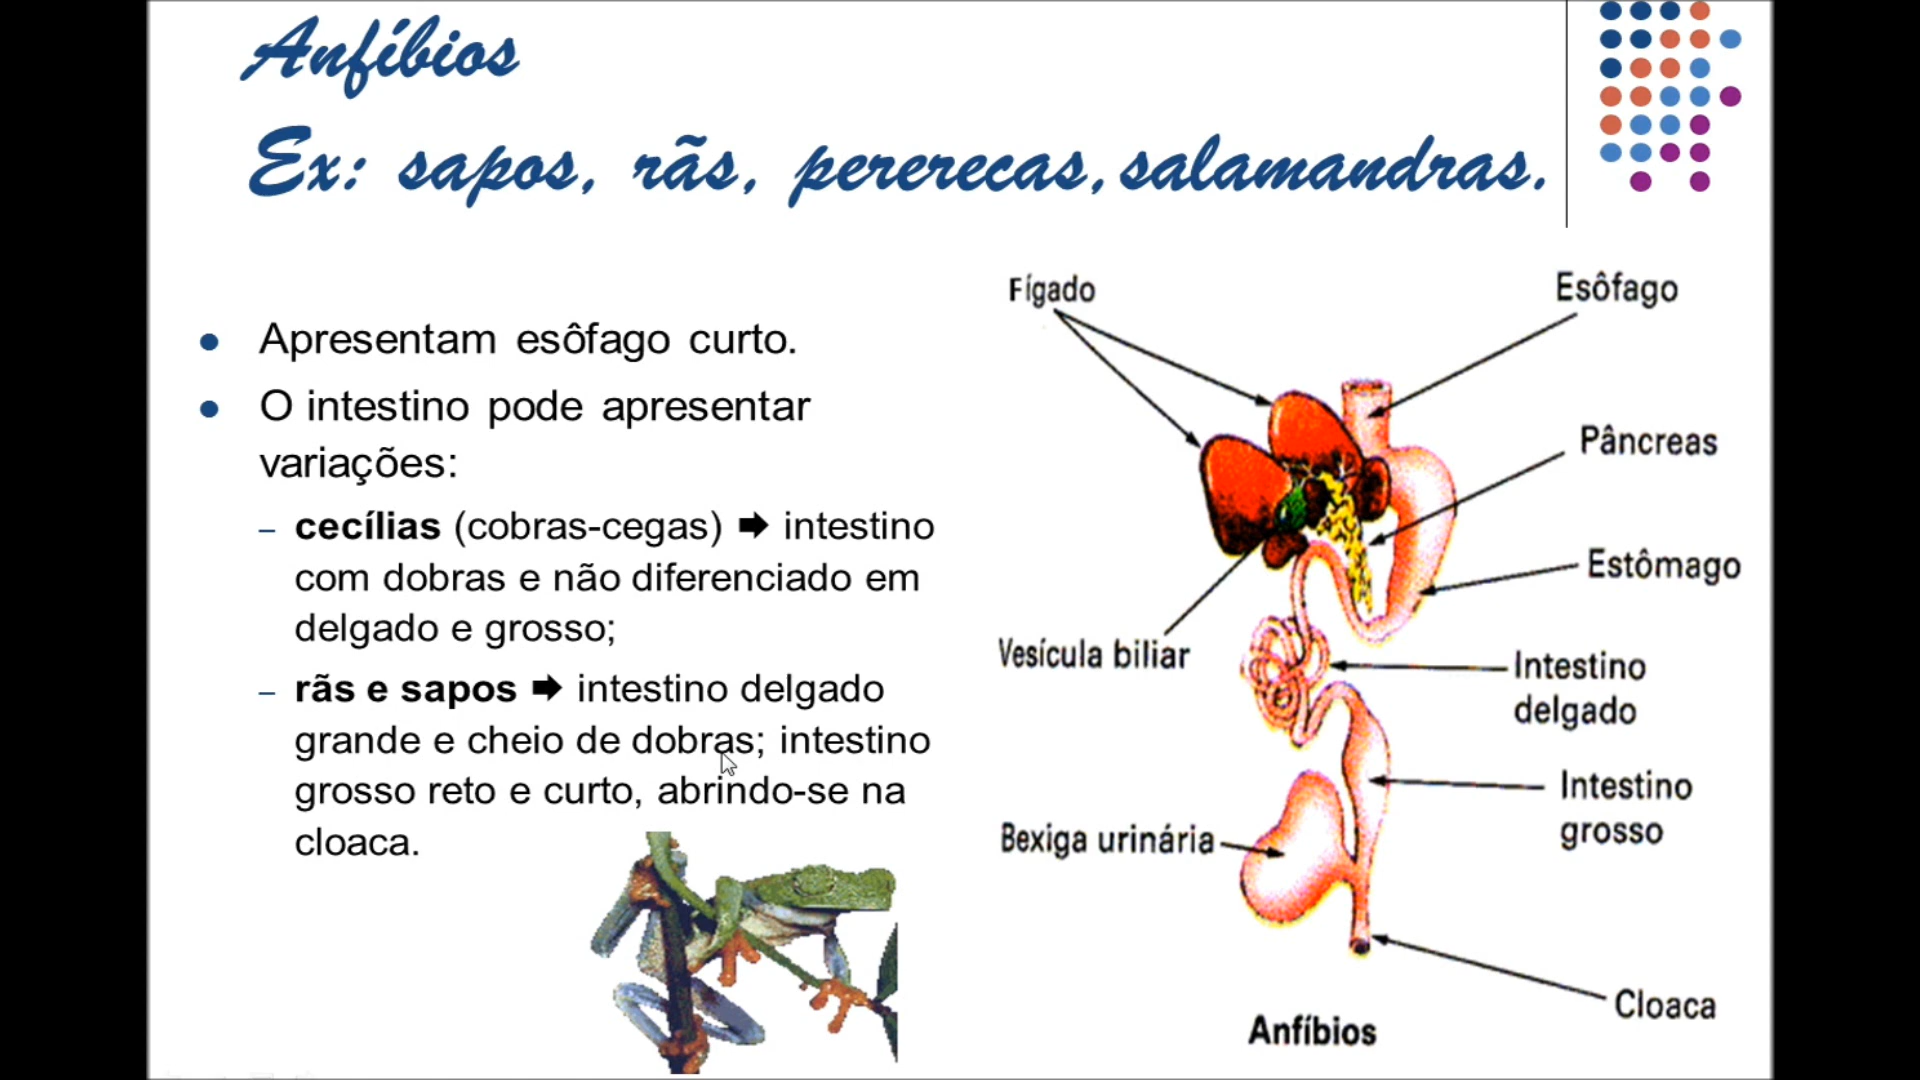 Anfíbios
Ex: sapos, rãs, pererecas, salamandras.
Apresentam esôfago curto.
O intestino pode apresentar
variações:
– cecílias (cobras-cegas) 🡆 intestino
com dobras e não diferenciado em
delgado e grosso;
– rãs e sapos 🡆 intestino delgado
grande e cheio de dobras; intestino
grosso reto e curto, abrindo-se na
cloaca.
Fígado
Esôfago
Pâncreas
Estômago
Vesícula biliar
Intestino
delgado
Intestino
grosso
Bexiga urinária
Cloaca
Anfíbios